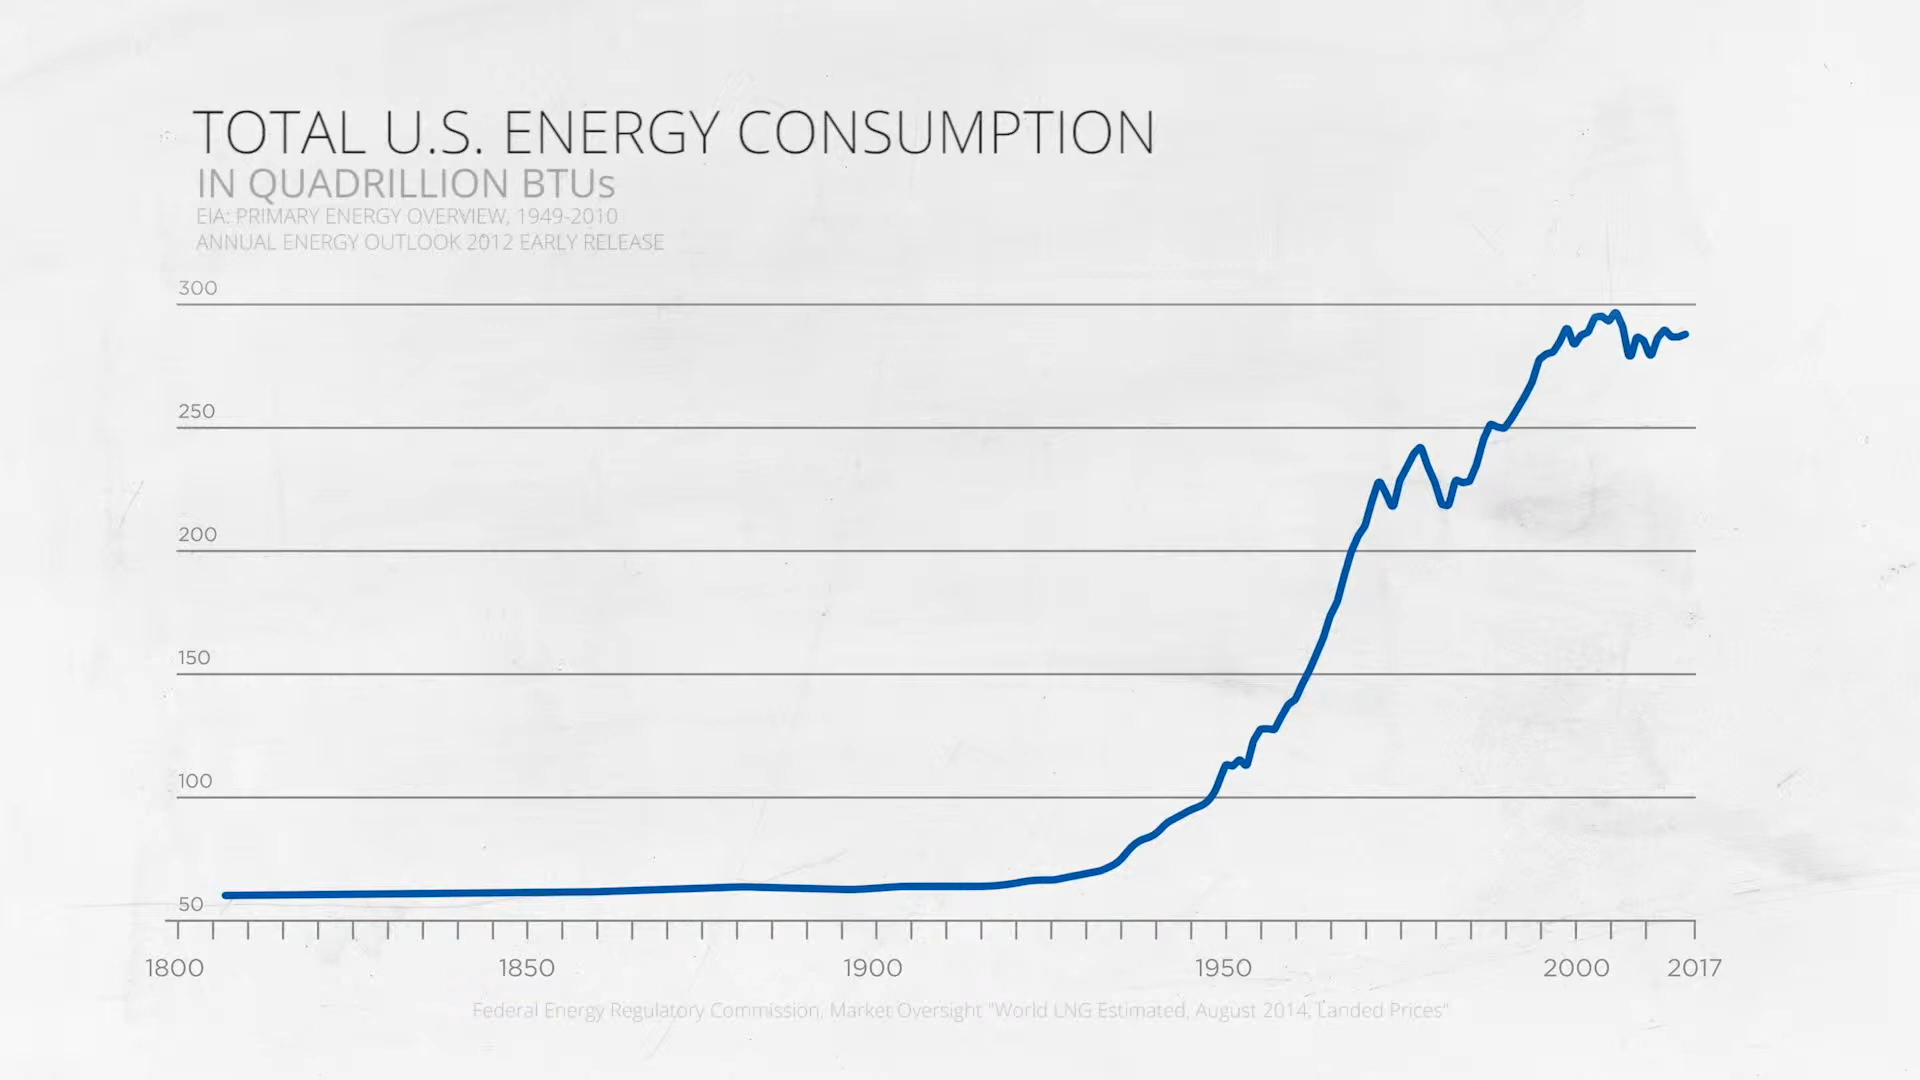 TOTAL U.S. ENERGY CONSUMPTION
IN QUADRILLION BTUs
EIA: PRIMARY ENERGY OVERVIEW, 1949-2010
ANNUAL ENERGY OUTLOOK 2012 EARLY RELEASE
300
250
200
150
100
50
1800 1850 1900 1950 2000 2017
Federal Energy Regulatory Commission, Market Oversight "World LNG Estimated, August 2014, Landed Prices"